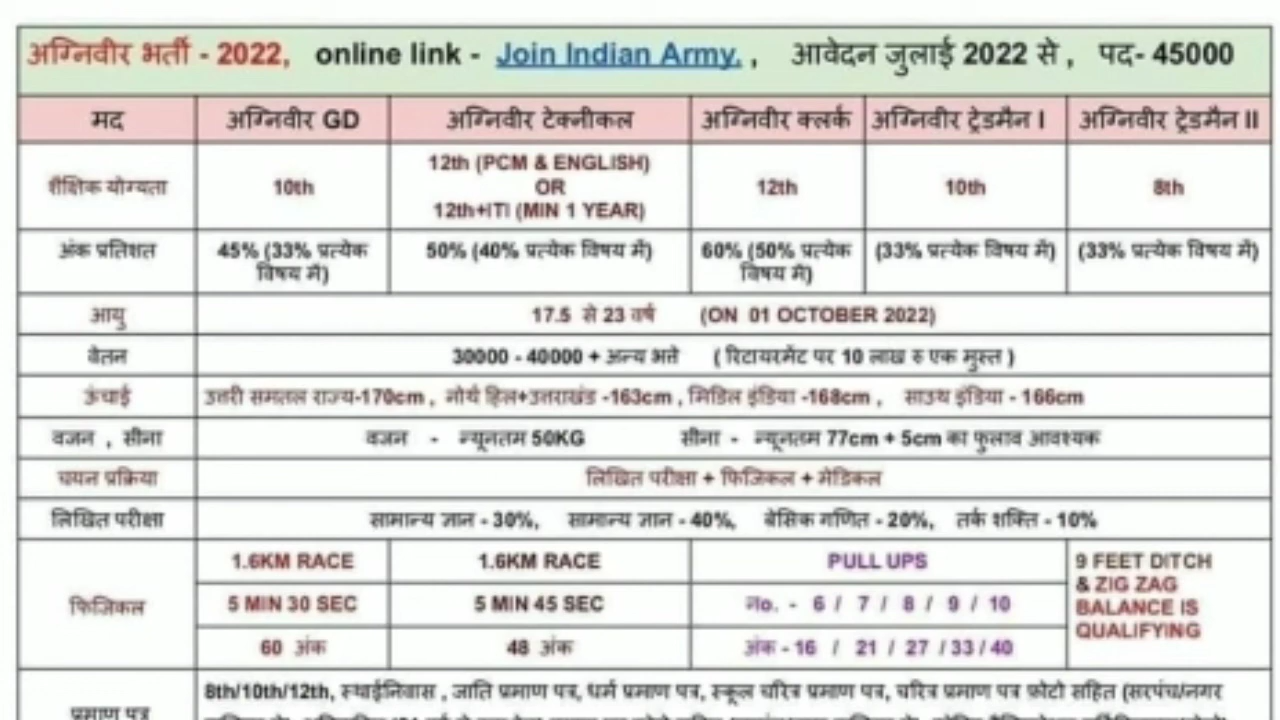 अग्निवीर भर्ती - 2022, online link - Join Indian Army. , आवेदन जुलाई 2022 से , पद- 45000
मद अग्निवीर GD अग्निवीर टेक्नीकल अग्निवीर क्लर्क अग्निवीर ट्रेडमैन I अग्निवीर ट्रेडमैन II
शैक्षिक योग्यता 10th 12th (PCM & ENGLISH) 12th 10th 8th
OR
12th+ITI (MIN 1 YEAR)
अंक प्रतिशत 45% (33% प्रत्येक 50% (40% प्रत्येक विषय में) 60% (50% प्रत्येक (33% प्रत्येक विषय में) (33% प्रत्येक विषय में)
विषय में) विषय में)
आयु 17.5 से 23 वर्ष (ON 01 OCTOBER 2022)
वेतन 30000 - 40000 + अन्य भत्ते ( रिटायरमेंट पर 10 लाख रु एक मुस्त )
ऊंचाई उत्तरी समतल राज्य-170cm , नोर्थ हिल+उत्तराखंड -163cm , मिडिल इंडिया -168cm , साउथ इंडिया - 166cm
वजन , सीना वजन - न्यूनतम 50KG सीना - न्यूनतम 77cm + 5cm का फुलाव आवश्यक
चयन प्रक्रिया लिखित परीक्षा + फिजिकल + मेडिकल
लिखित परीक्षा सामान्य ज्ञान - 30%, सामान्य ज्ञान - 40%, बेसिक गणित - 20%, तर्क शक्ति - 10%
फिजिकल 1.6KM RACE 1.6KM RACE PULL UPS 9 FEET DITCH
& ZIG ZAG
5 MIN 30 SEC 5 MIN 45 SEC no. - 6 / 7 / 8 / 9 / 10 BALANCE IS
QUALIFYING
60 अंक 48 अंक अंक - 16 / 21 / 27 / 33 / 40
प्रमाण पत्र 8th/10th/12th, स्थाईनिवास , जाति प्रमाण पत्र, धर्म प्रमाण पत्र, स्कूल चरित्र प्रमाण पत्र, चरित्र प्रमाण पत्र फोटो सहित (सरपंच/नगर